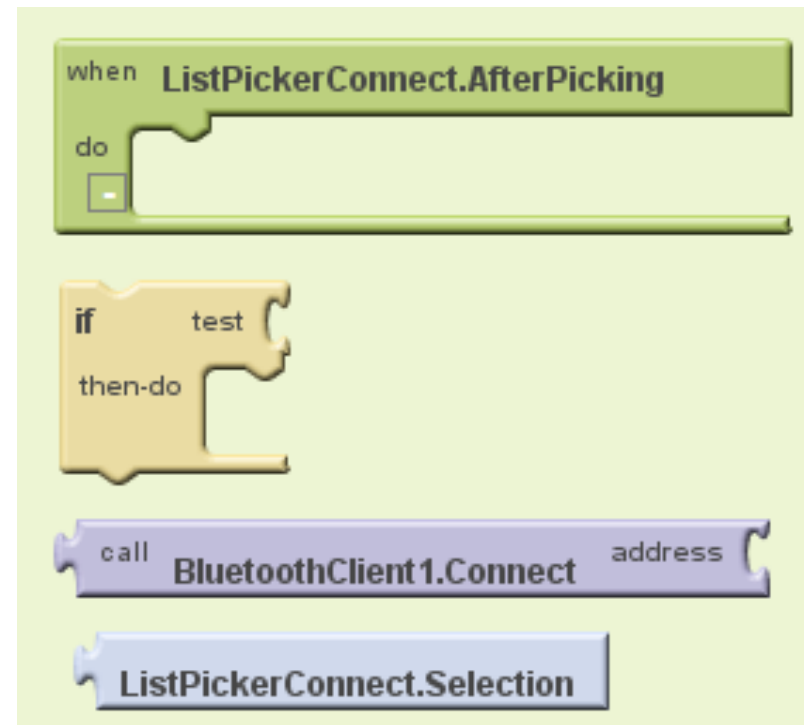 when ListPickerConnect.AfterPicking
do
-
if test
then-do
call BluetoothClient1.Connect address
ListPickerConnect.Selection